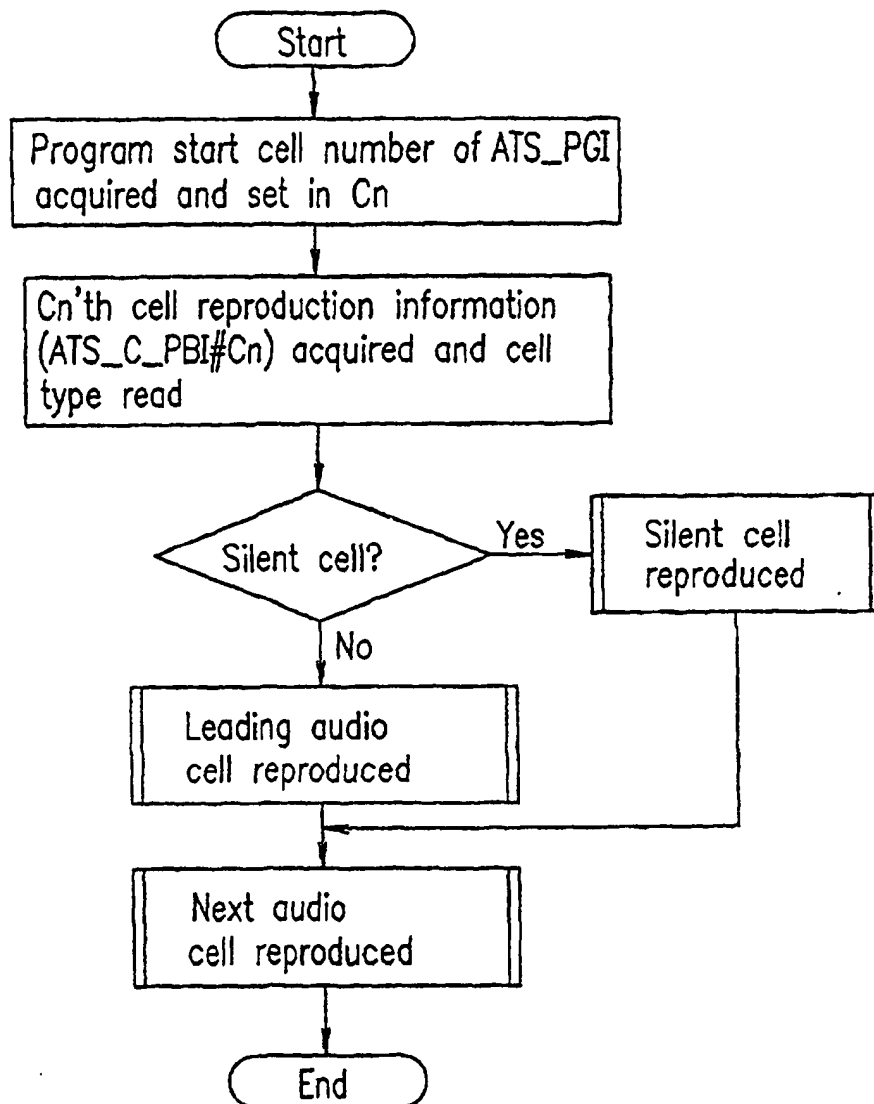 Start
Program start cell number of ATS_PGI
acquired and set in Cn
Cn'th cell reproduction information
(ATS_C_PBI#Cn) acquired and cell
type read
Silent cell?
Yes
Silent cell
reproduced
No
Leading audio
cell reproduced
Next audio
cell reproduced
End